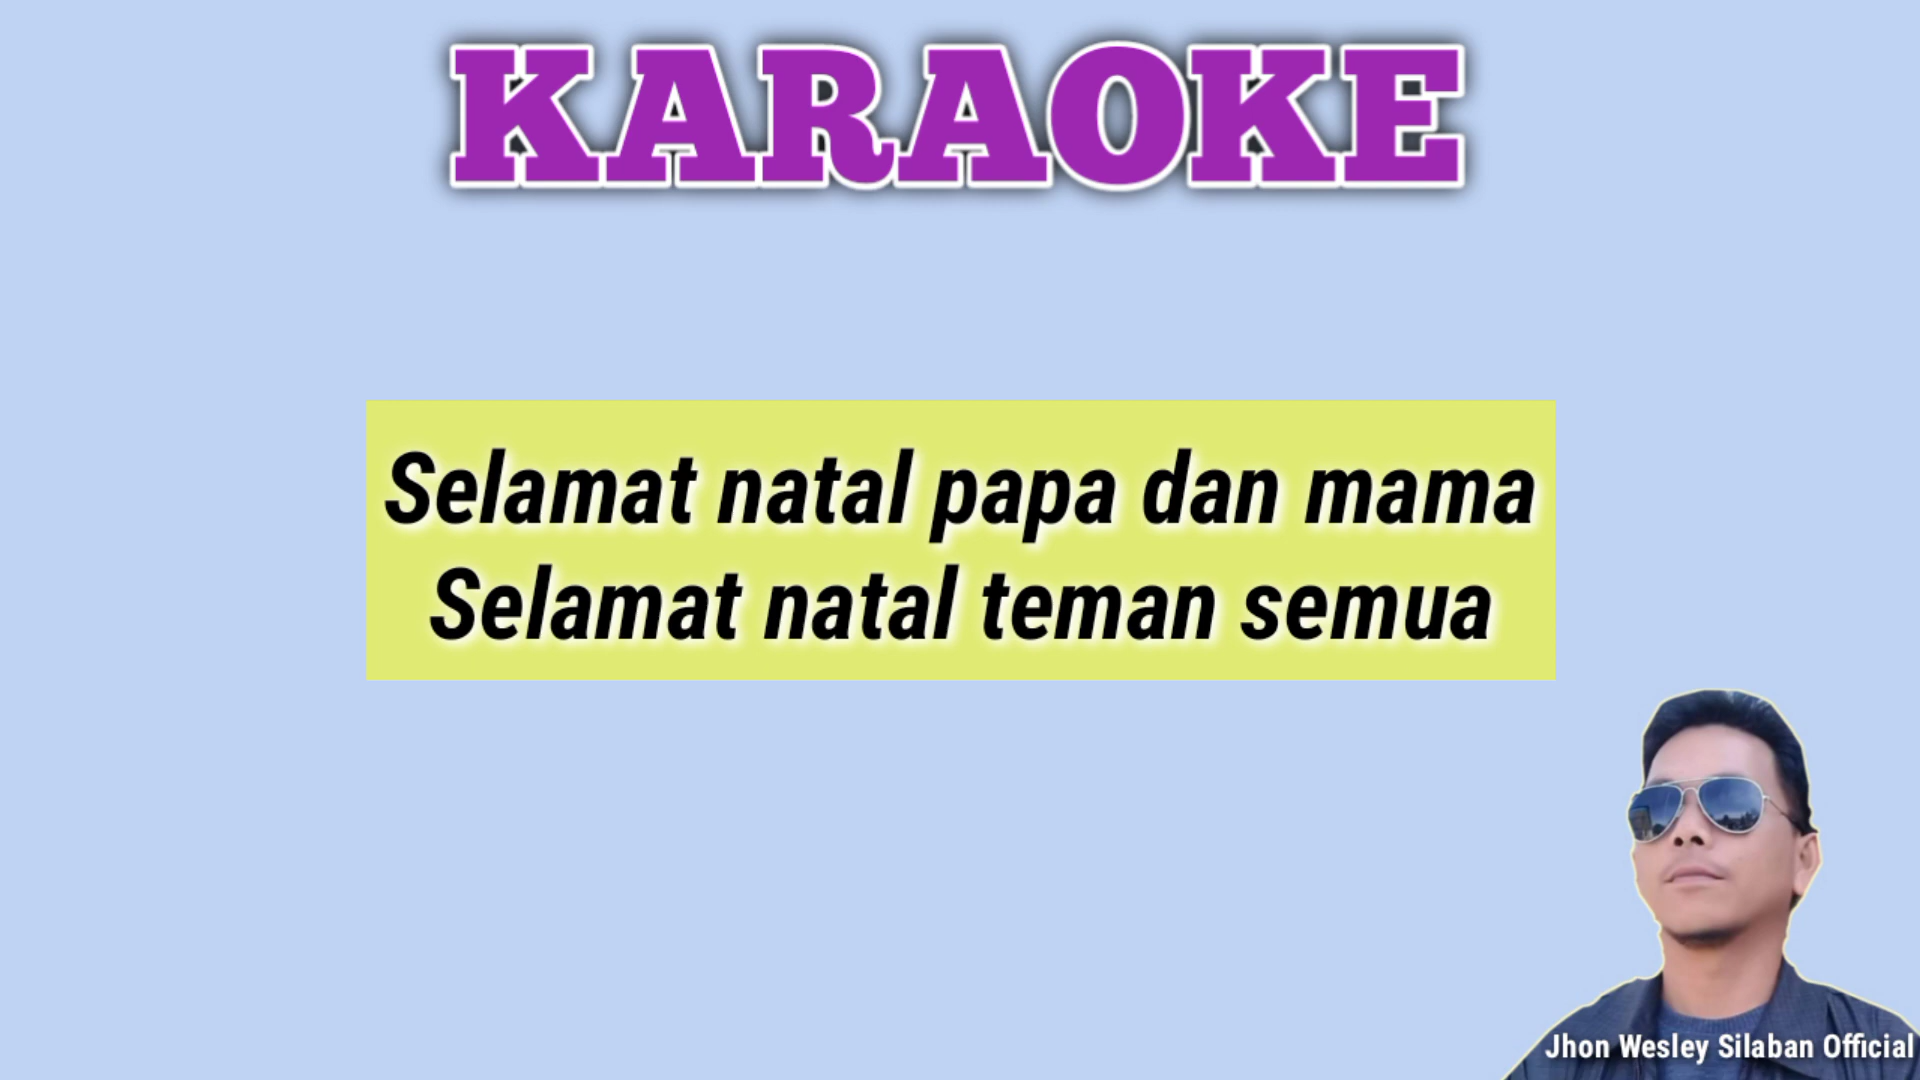 KARAOKE
Selamat natal papa dan mama
Selamat natal teman semua
Jhon Wesley Silaban Official